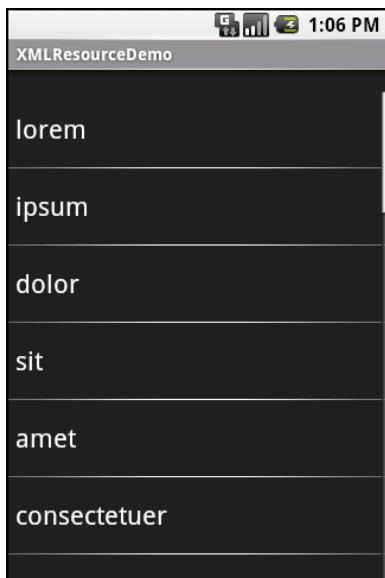 G 1:06 PM
XMLResourceDemo
lorem
ipsum
dolor
sit
amet
consectetuer